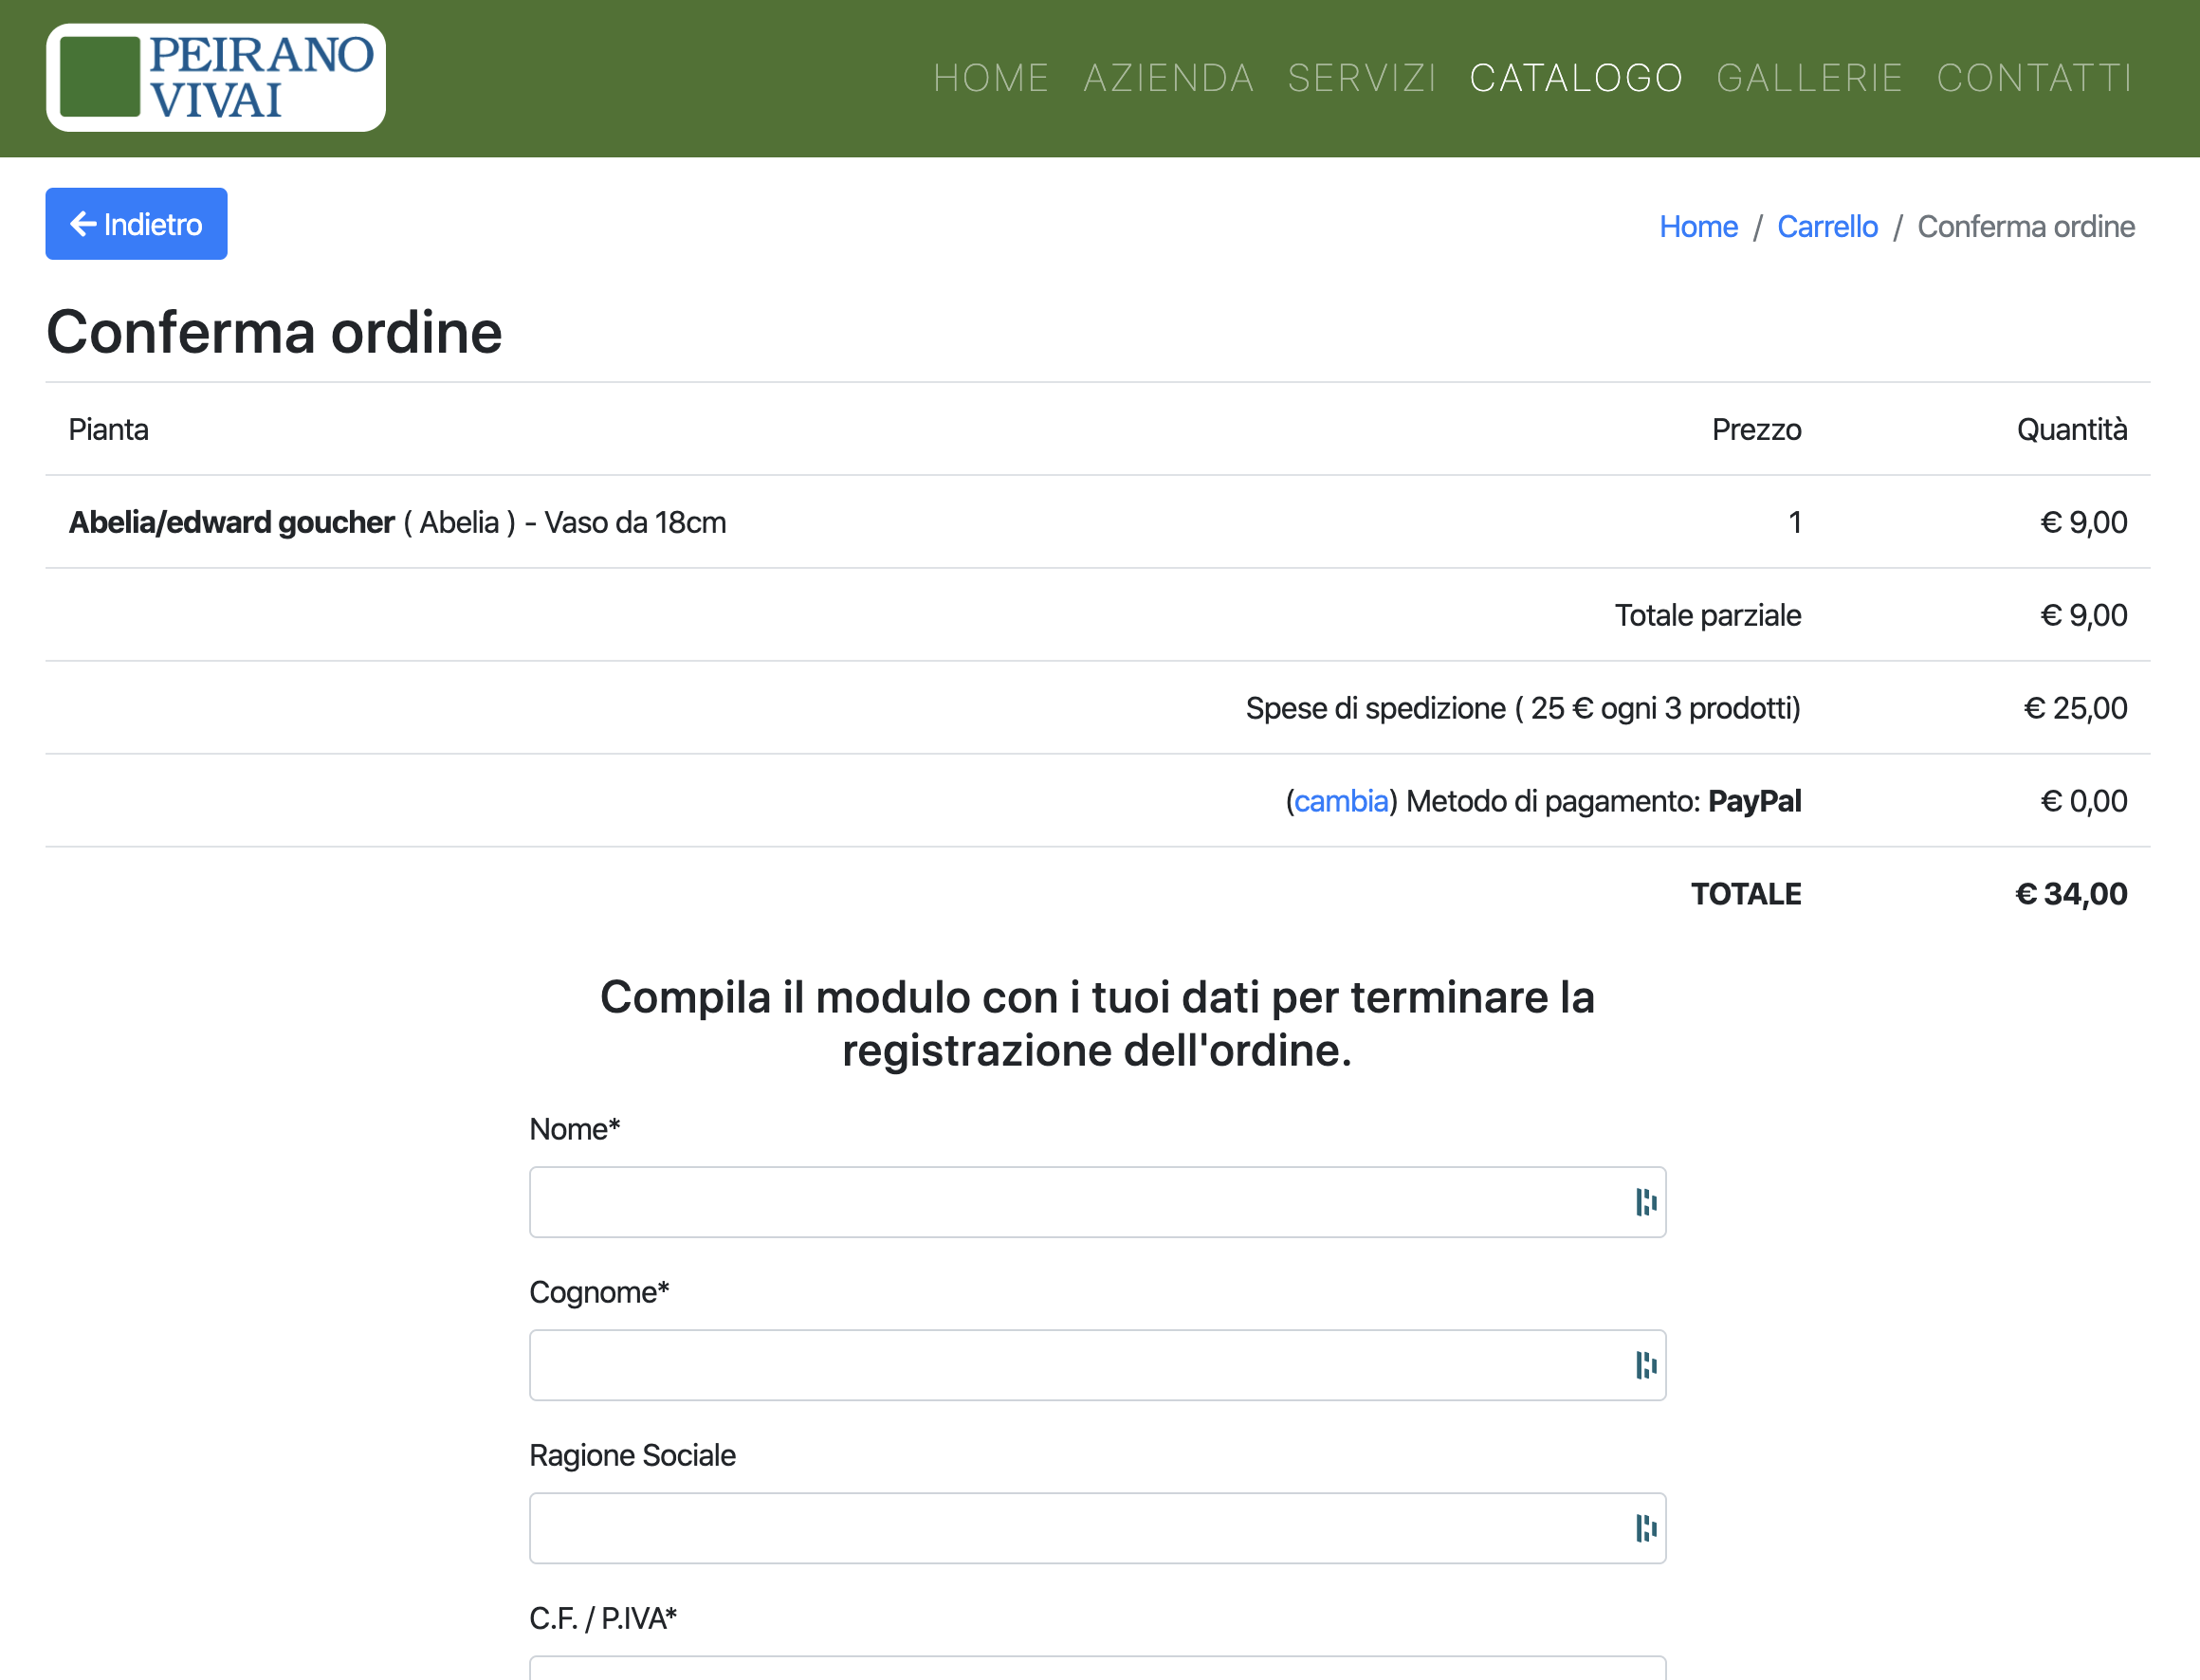 PEIRANO
VIVAI
HOME AZIENDA SERVIZI CATALOGO GALLERIE CONTATTI
Indietro
Home / Carrello / Conferma ordine
Conferma ordine
Pianta Prezzo Quantità
Abelia/edward goucher ( Abelia ) - Vaso da 18cm 1 € 9,00
Totale parziale € 9,00
Spese di spedizione ( 25 € ogni 3 prodotti) € 25,00
(cambia) Metodo di pagamento: PayPal € 0,00
TOTALE € 34,00
Compila il modulo con i tuoi dati per terminare la
registrazione dell'ordine.
Nome*
Cognome*
Ragione Sociale
C.F. / P.IVA*